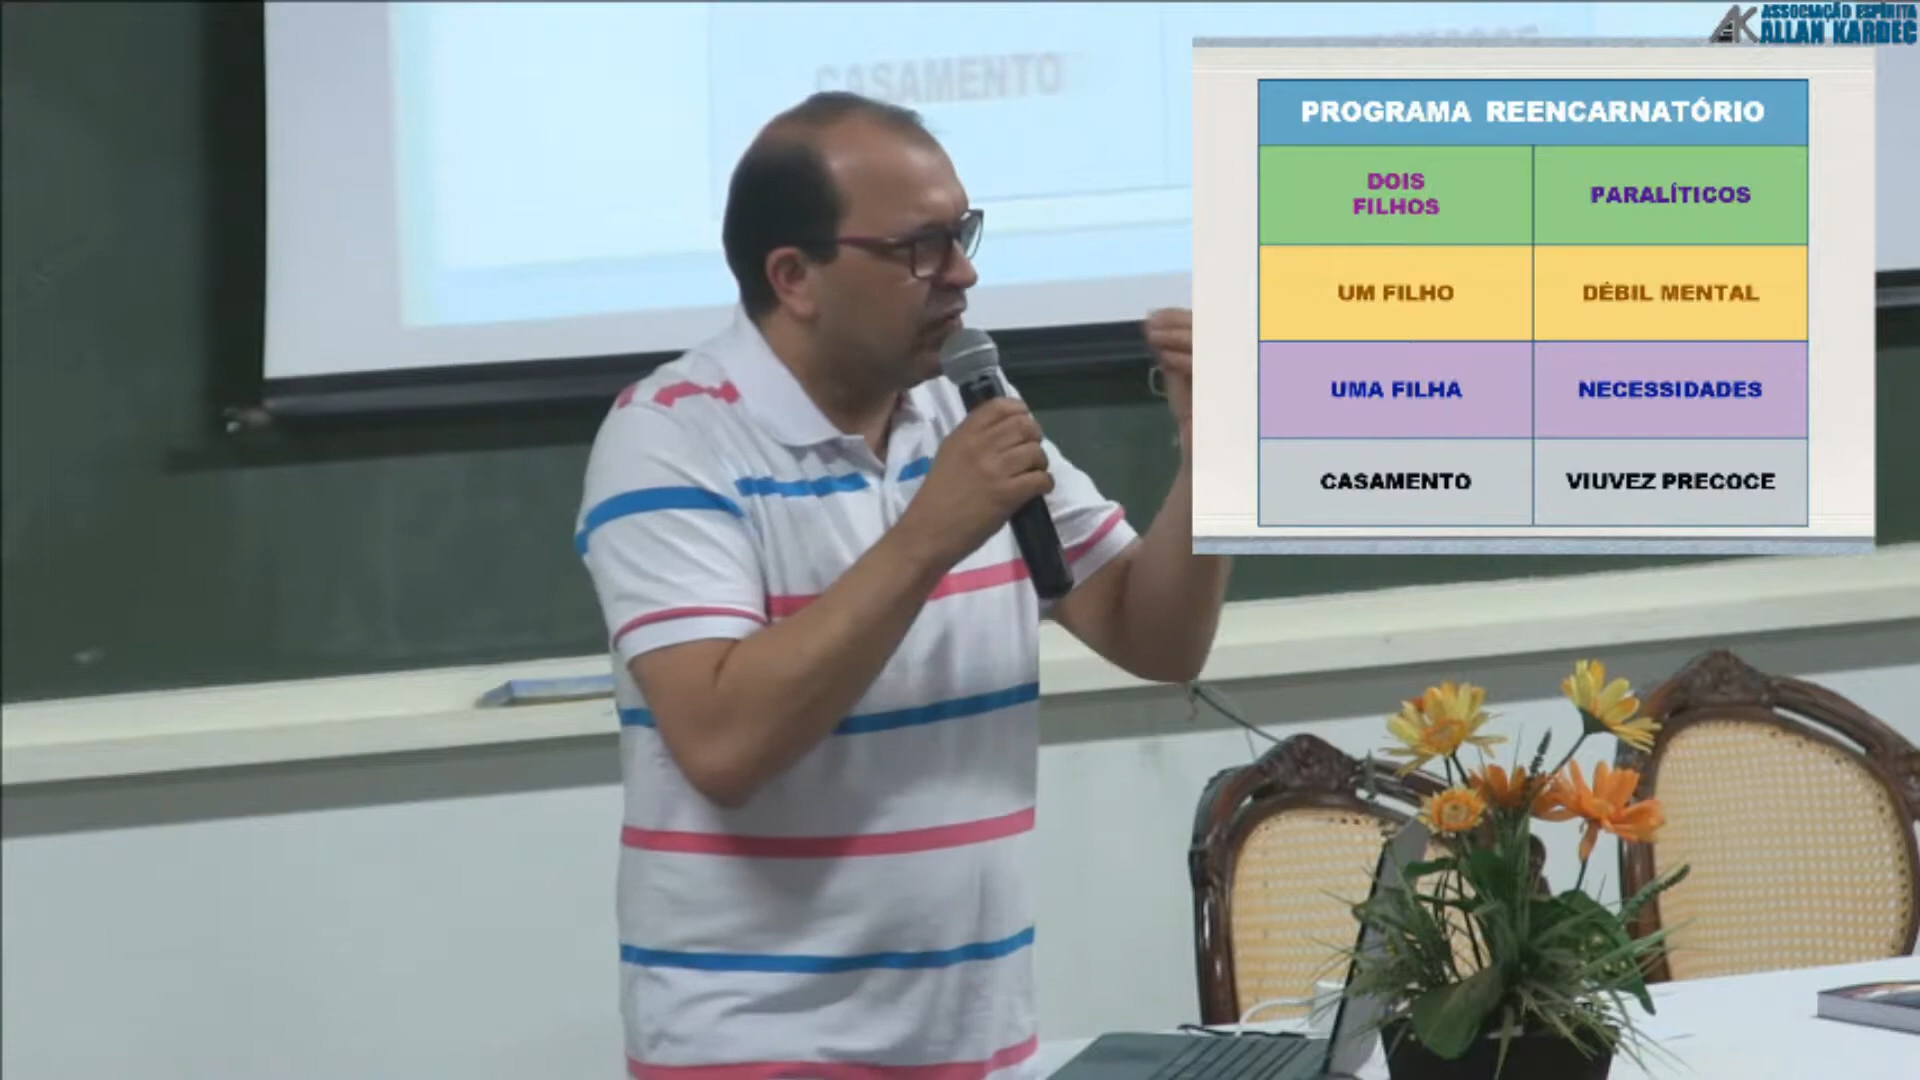 ASSOCIAÇÃO ESPÍRITA
AK ALLAN KARDEC
CASAMENTO
PROGRAMA REENCARNATÓRIO
DOIS
FILHOS
PARALÍTICOS
UM FILHO
DÉBIL MENTAL
UMA FILHA
NECESSIDADES
CASAMENTO
VIUVEZ PRECOCE